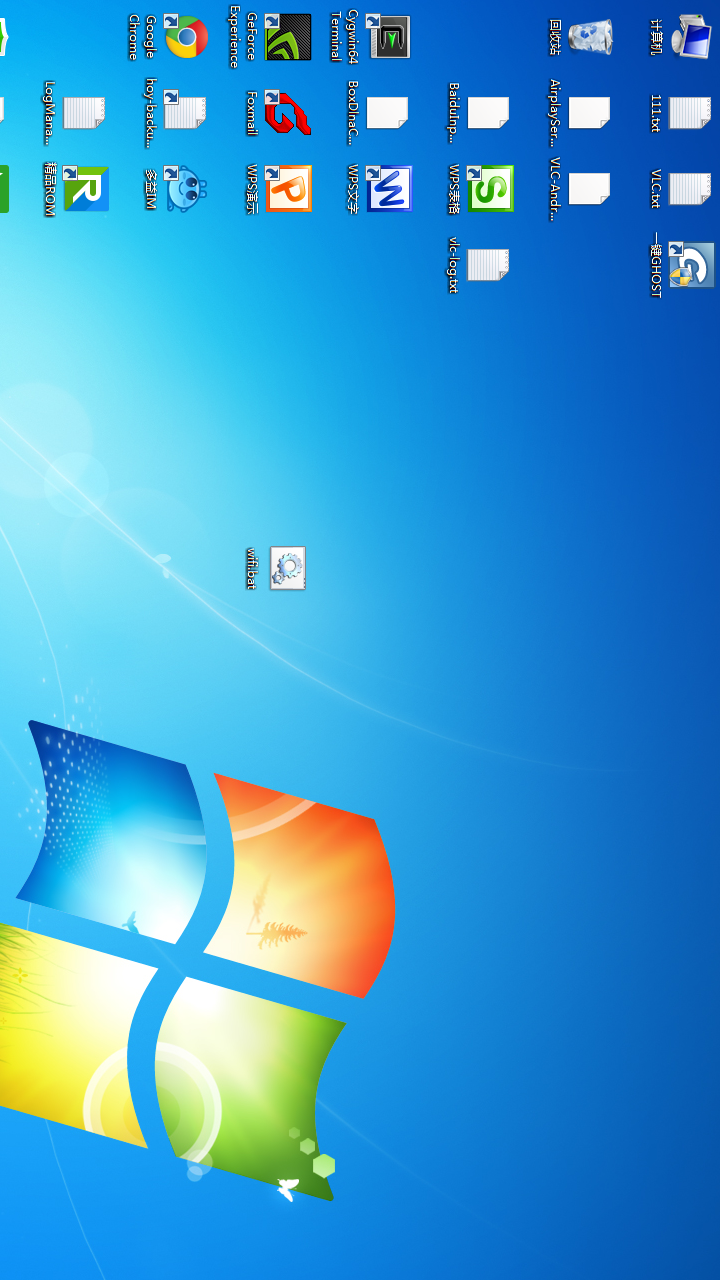 计算机
回收站
Cygwin64
Terminal
GeForce
Experience
Google
Chrome
111.txt
AirplaySer...
BaiduInp...
BoxDlnaC...
Foxmail
hoy-backu...
LogMana...
VLC.txt
VLC-Andr...
WPS表格
WPS文字
WPS演示
多益IM
精品ROM
一键GHOST
vlc-log.txt
wifi.bat